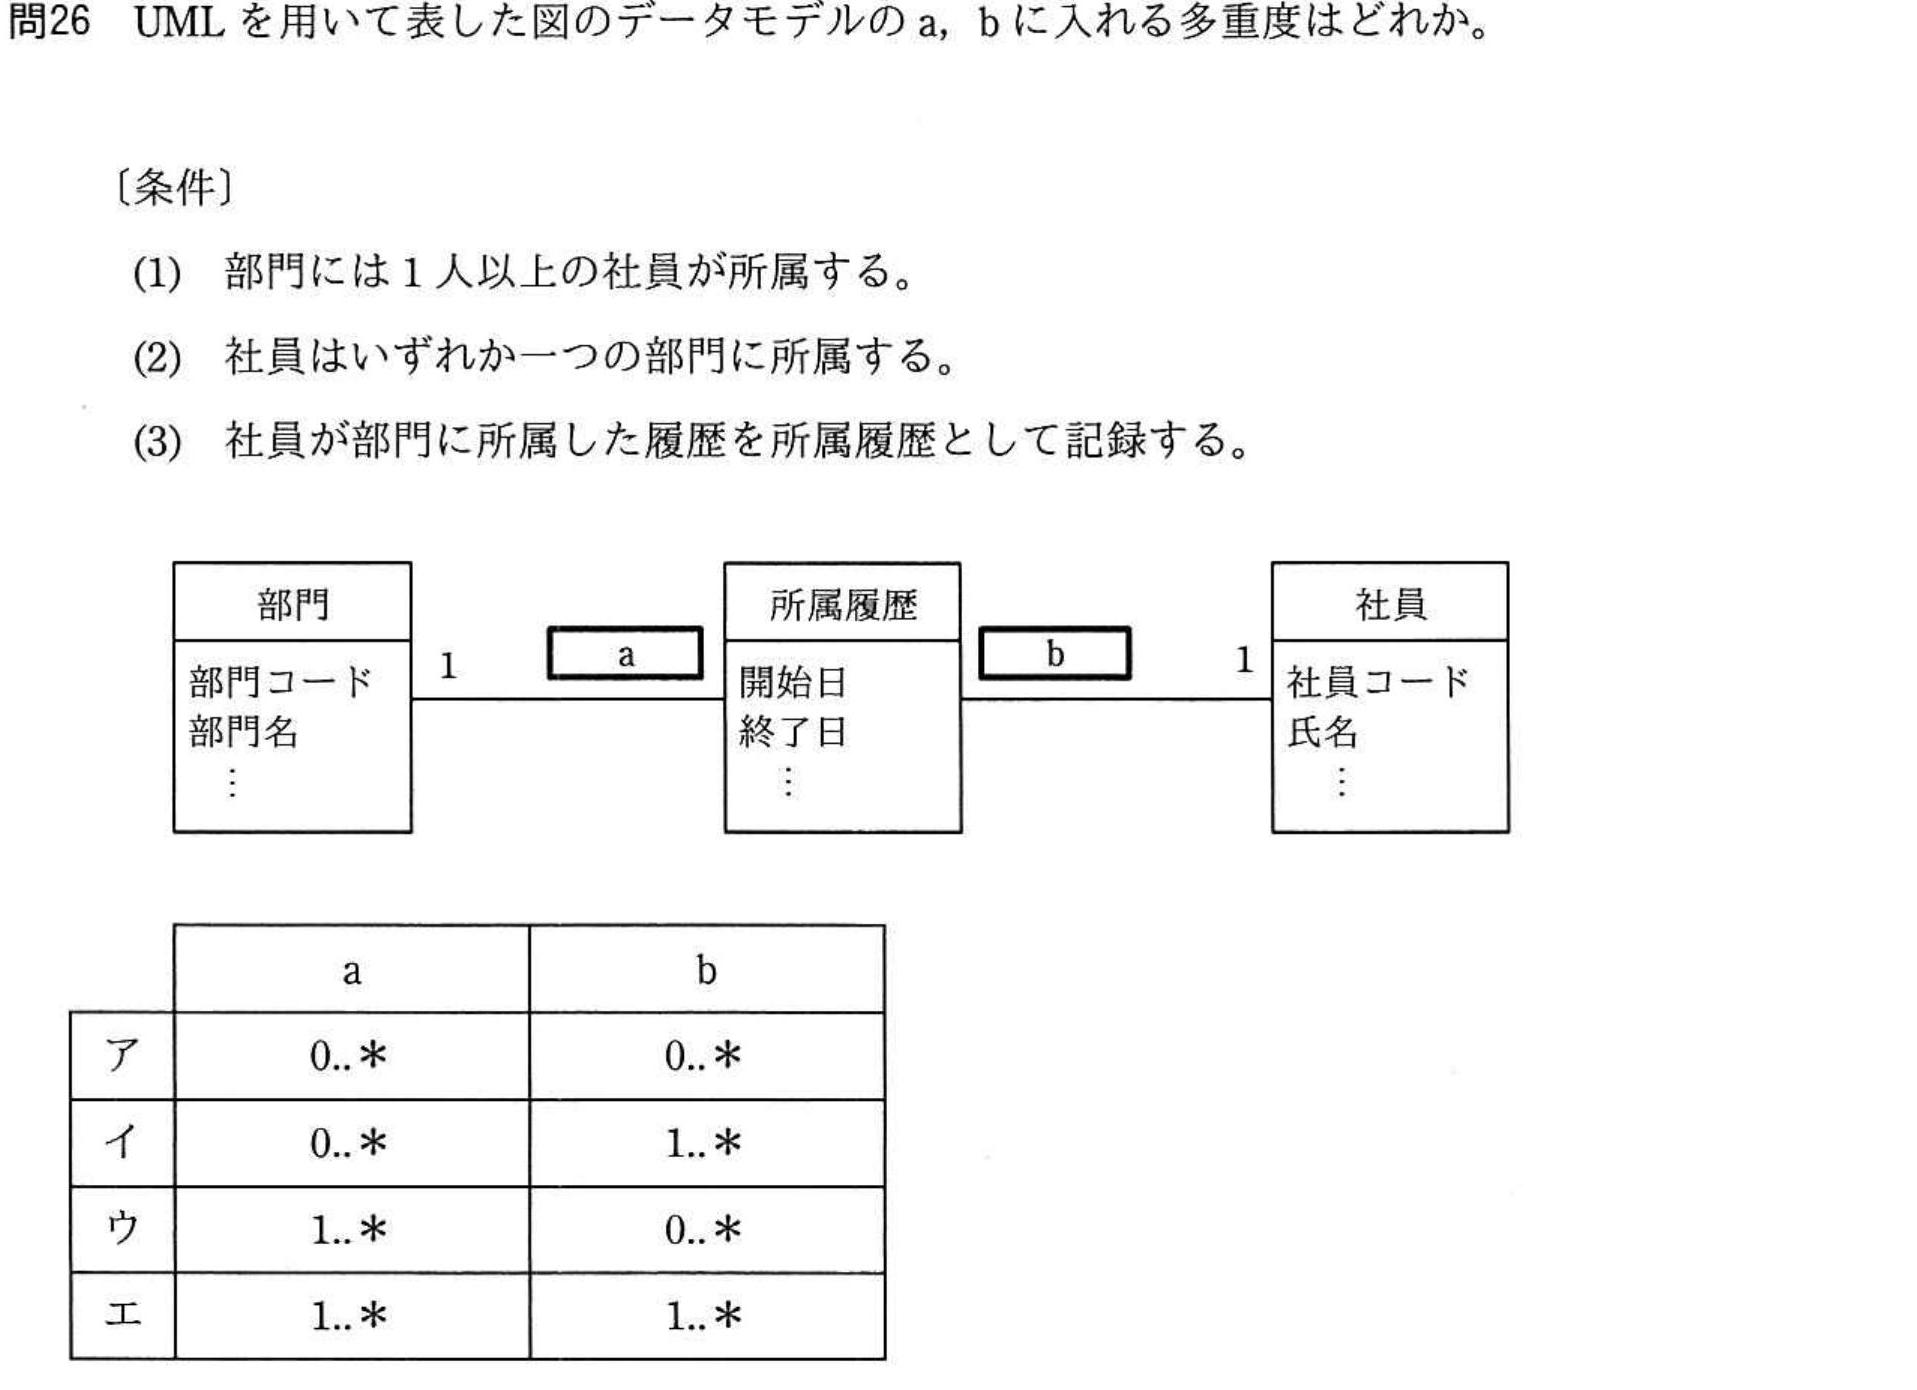 問26 UMLを用いて表した図のデータモデルのa，bに入れる多重度はどれか。
〔条件〕
(1) 部門には1人以上の社員が所属する。
(2) 社員はいずれか一つの部門に所属する。
(3) 社員が部門に所属した履歴を所属履歴として記録する。
部門 所属履歴 社員
1 a b 1
部門コード 開始日 社員コード
部門名 終了日 氏名
⋮ ⋮ ⋮
a b
ア 0..＊ 0..＊
イ 0..＊ 1..＊
ウ 1..＊ 0..＊
エ 1..＊ 1..＊